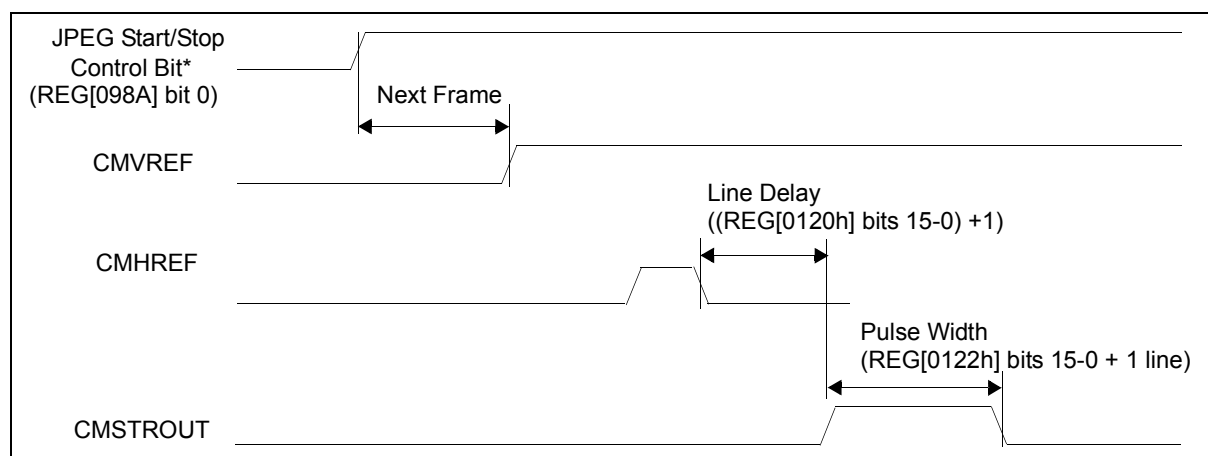 JPEG Start/Stop
Control Bit*
(REG[098A] bit 0)
Next Frame
CMVREF
Line Delay
((REG[0120h] bits 15-0) +1)
CMHREF
Pulse Width
(REG[0122h] bits 15-0 + 1 line)
CMSTROUT